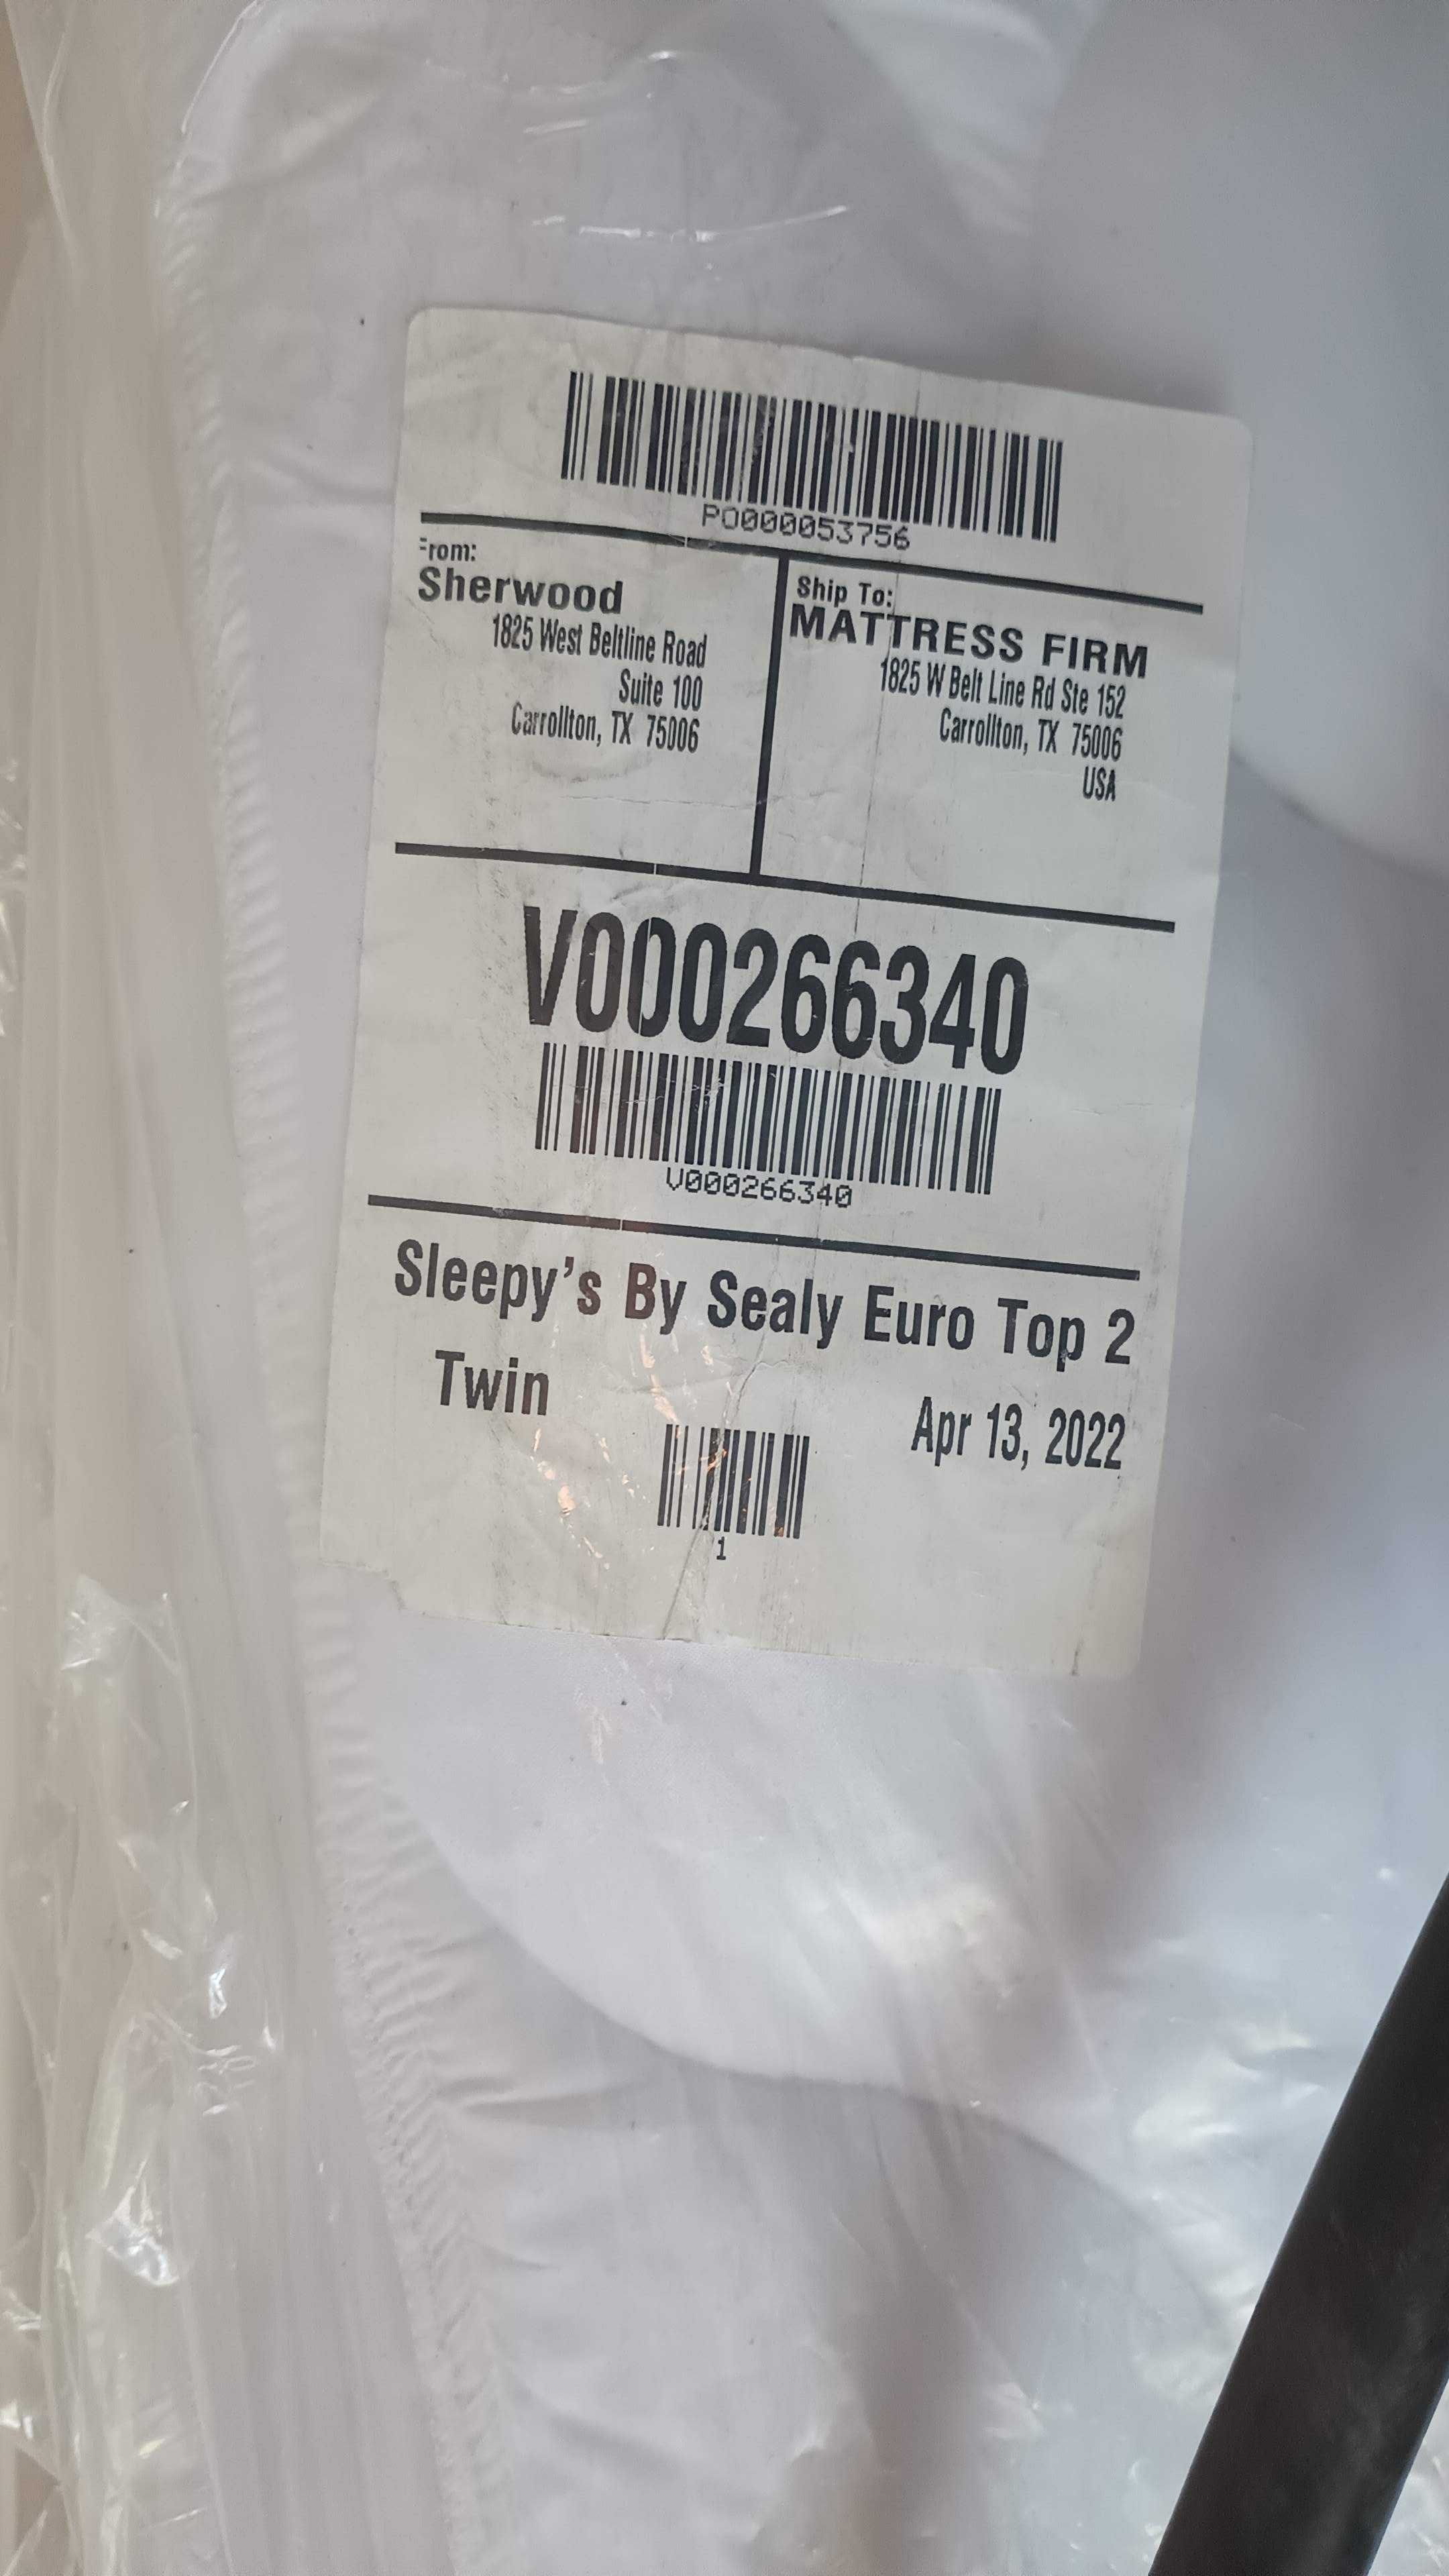 PO000053756
From:
Sherwood
1825 West Beltline Road
Suite 100
Carrollton, TX 75006
Ship To:
MATTRESS FIRM
1825 W Belt Line Rd Ste 152
Carrollton, TX 75006
USA
V000266340
V000266340
Sleepy's By Sealy Euro Top 2
Twin
Apr 13, 2022
1